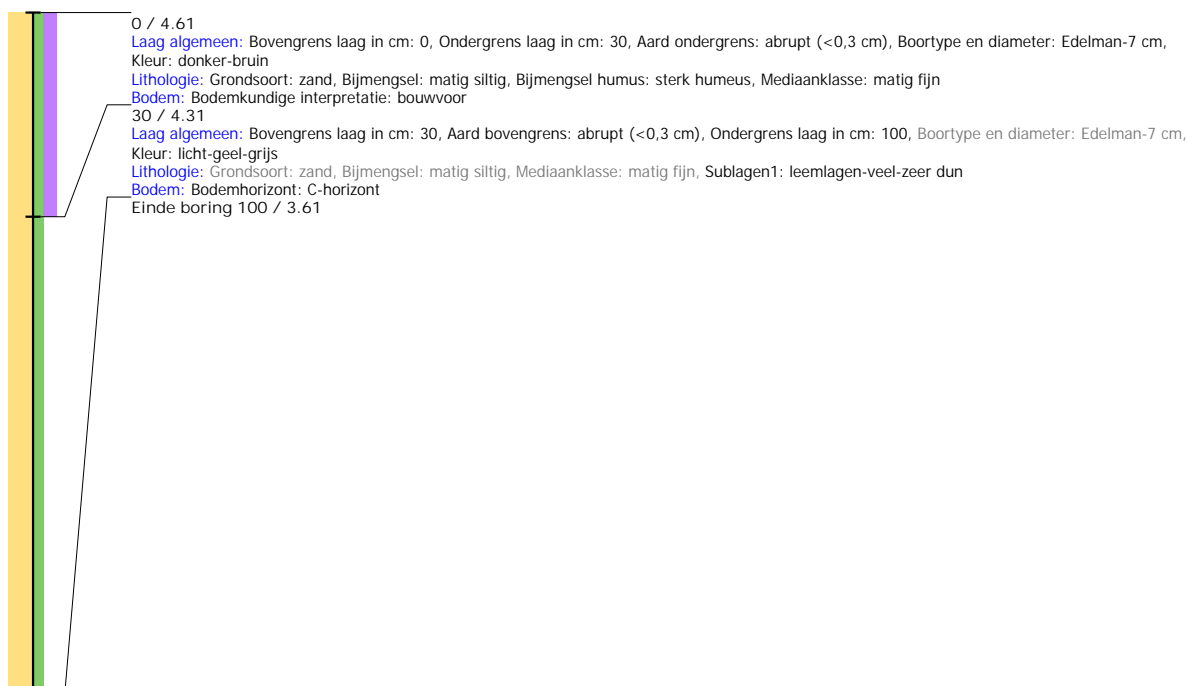 0 / 4.61
Laag algemeen: Bovengrens laag in cm: 0, Ondergrens laag in cm: 30, Aard ondergrens: abrupt (<0,3 cm), Boortype en diameter: Edelman-7 cm,
Kleur: donker-bruin
Lithologie: Grondsoort: zand, Bijmengsel: matig siltig, Bijmengsel humus: sterk humeus, Mediaanklasse: matig fijn
Bodem: Bodemkundige interpretatie: bouwvoor
30 / 4.31
Laag algemeen: Bovengrens laag in cm: 30, Aard bovengrens: abrupt (<0,3 cm), Ondergrens laag in cm: 100, Boortype en diameter: Edelman-7 cm,
Kleur: licht-geel-grijs
Lithologie: Grondsoort: zand, Bijmengsel: matig siltig, Mediaanklasse: matig fijn, Sublagen1: leemlagen-veel-zeer dun
Bodem: Bodemhorizont: C-horizont
Einde boring 100 / 3.61